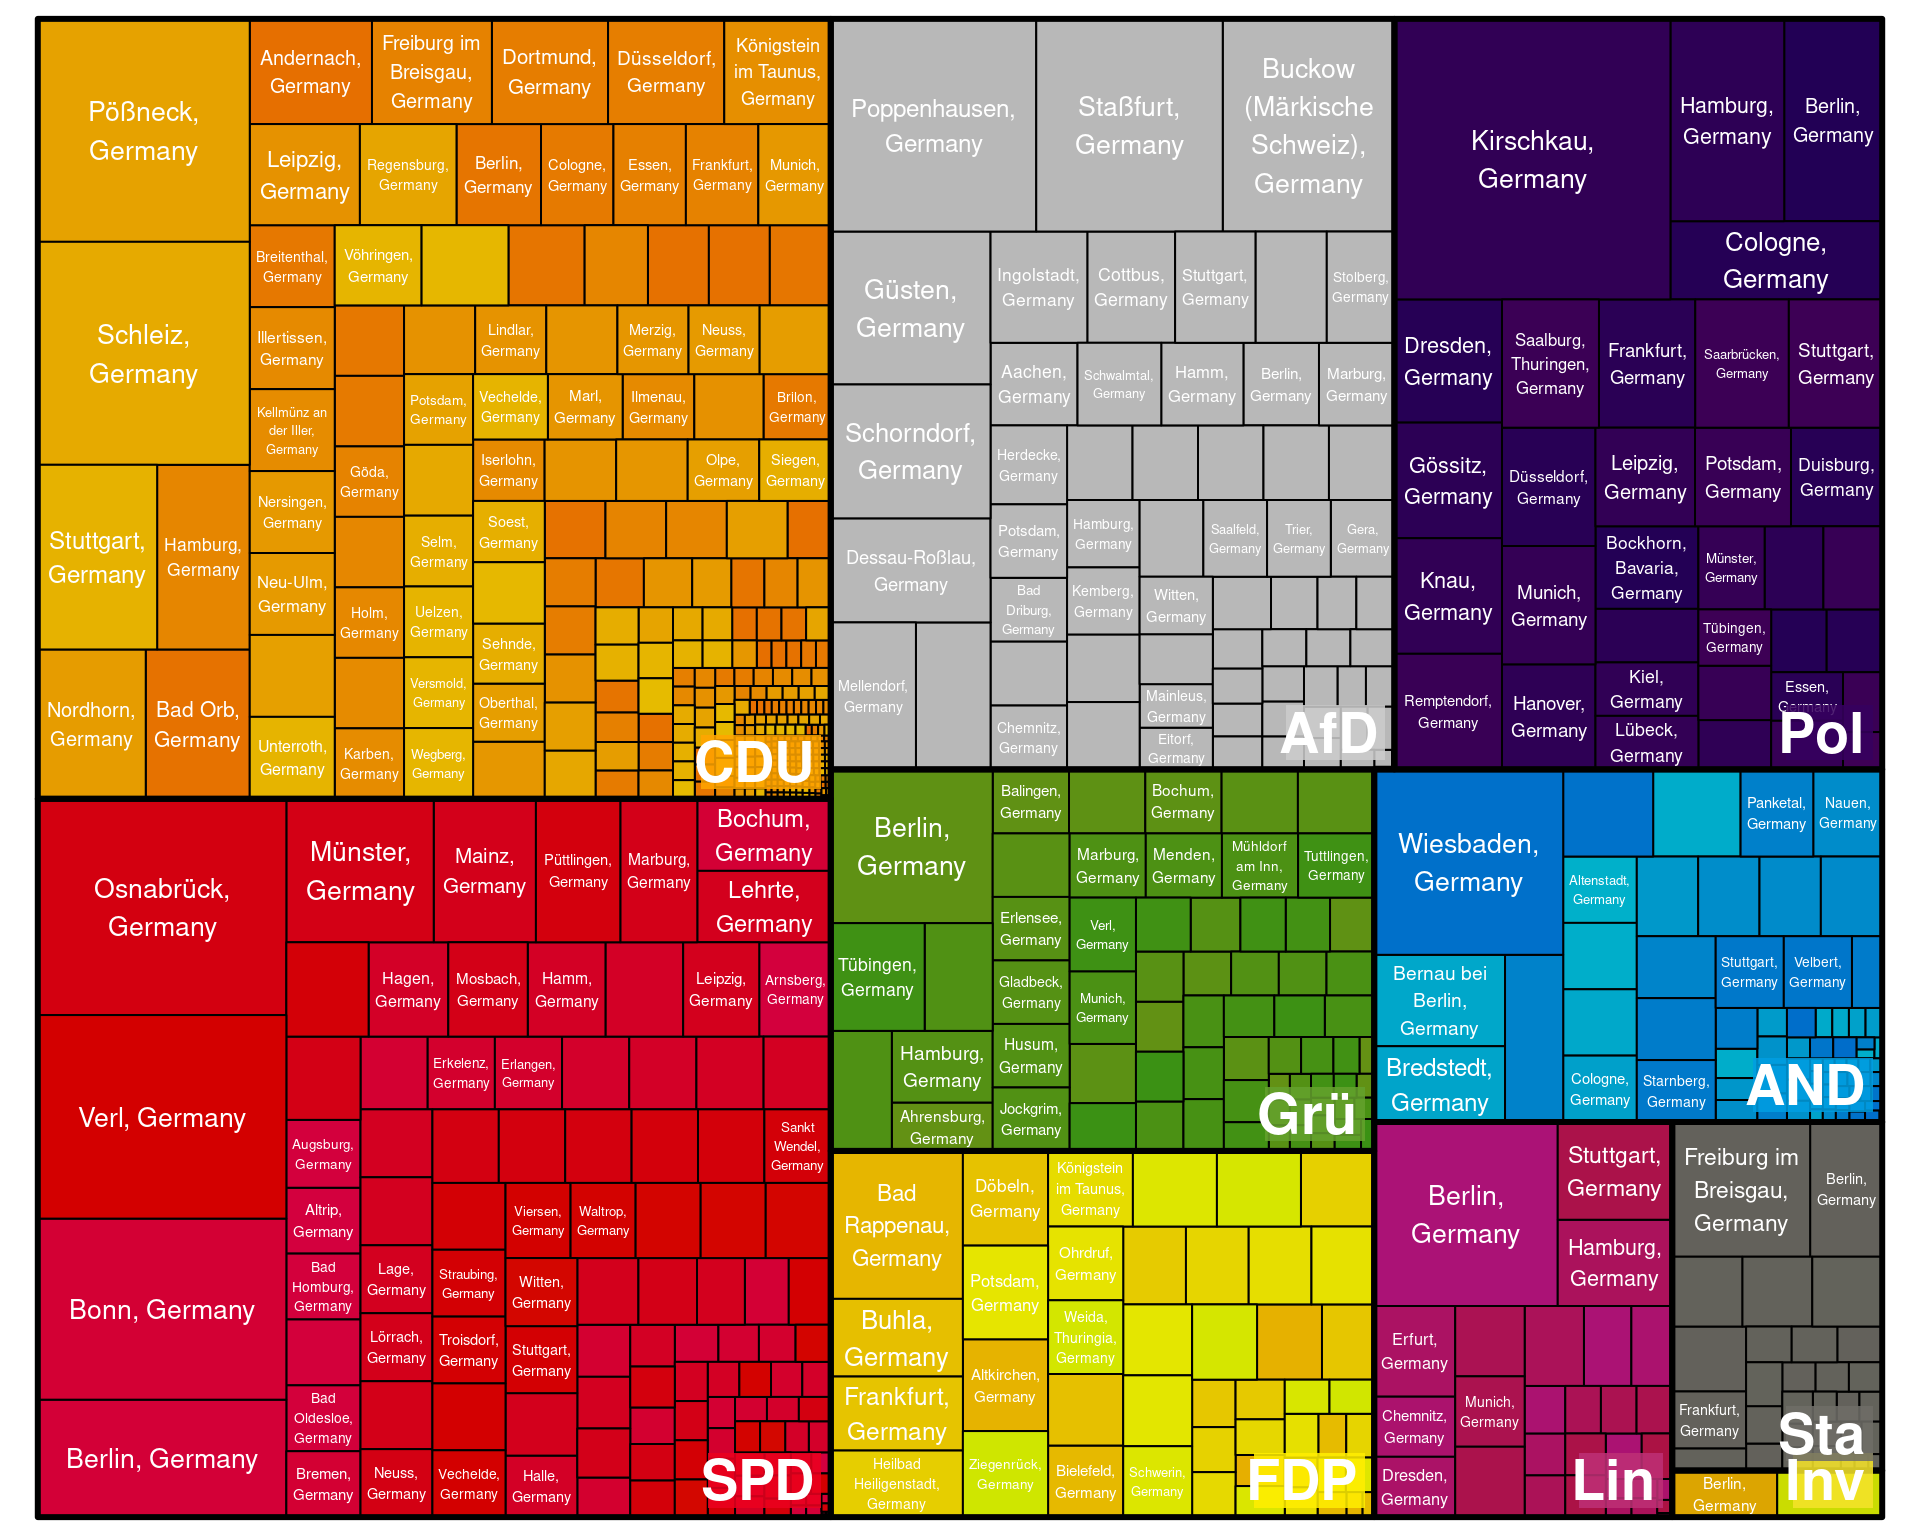 Pößneck,
Germany
Schleiz,
Germany
Stuttgart,
Germany
Hamburg,
Germany
Nordhorn,
Germany
Bad Orb,
Germany
Andernach,
Germany
Freiburg im
Breisgau,
Germany
Dortmund,
Germany
Düsseldorf,
Germany
Königstein
im Taunus,
Germany
Leipzig,
Germany
Regensburg,
Germany
Berlin,
Germany
Cologne,
Germany
Essen,
Germany
Frankfurt,
Germany
Munich,
Germany
Breitenthal,
Germany
Vöhringen,
Germany
Illertissen,
Germany
Kellmünz an
der Iller,
Germany
Nersingen,
Germany
Neu-Ulm,
Germany
Unterroth,
Germany
Göda,
Germany
Holm,
Germany
Karben,
Germany
Lindlar,
Germany
Merzig,
Germany
Neuss,
Germany
Potsdam,
Germany
Vechelde,
Germany
Marl,
Germany
Ilmenau,
Germany
Brilon,
Germany
Iserlohn,
Germany
Olpe,
Germany
Siegen,
Germany
Selm,
Germany
Soest,
Germany
Uelzen,
Germany
Sehnde,
Germany
Versmold,
Germany
Oberthal,
Germany
Wegberg,
Germany
CDU
Poppenhausen,
Germany
Staßfurt,
Germany
Buckow
(Märkische
Schweiz),
Germany
Güsten,
Germany
Schorndorf,
Germany
Dessau-Roßlau,
Germany
Mellendorf,
Germany
Ingolstadt,
Germany
Cottbus,
Germany
Stuttgart,
Germany
Stolberg,
Germany
Aachen,
Germany
Schwalmtal,
Germany
Hamm,
Germany
Berlin,
Germany
Marburg,
Germany
Herdecke,
Germany
Potsdam,
Germany
Hamburg,
Germany
Saalfeld,
Germany
Trier,
Germany
Gera,
Germany
Bad
Driburg,
Germany
Kemberg,
Germany
Witten,
Germany
Chemnitz,
Germany
Mainleus,
Germany
Eitorf,
Germany
AfD
Kirschkau,
Germany
Hamburg,
Germany
Berlin,
Germany
Cologne,
Germany
Dresden,
Germany
Saalburg,
Thuringen,
Germany
Frankfurt,
Germany
Saarbrücken,
Germany
Stuttgart,
Germany
Gössitz,
Germany
Düsseldorf,
Germany
Leipzig,
Germany
Potsdam,
Germany
Duisburg,
Germany
Knau,
Germany
Munich,
Germany
Bockhorn,
Bavaria,
Germany
Münster,
Germany
Tübingen,
Germany
Remptendorf,
Germany
Hanover,
Germany
Kiel,
Germany
Lübeck,
Germany
Essen,
Germany
Pol
Osnabrück,
Germany
Verl, Germany
Bonn, Germany
Berlin, Germany
Münster,
Germany
Mainz,
Germany
Püttlingen,
Germany
Marburg,
Germany
Bochum,
Germany
Lehrte,
Germany
Hagen,
Germany
Mosbach,
Germany
Hamm,
Germany
Leipzig,
Germany
Arnsberg,
Germany
Erkelenz,
Germany
Erlangen,
Germany
Augsburg,
Germany
Sankt
Wendel,
Germany
Altrip,
Germany
Viersen,
Germany
Waltrop,
Germany
Bad
Homburg,
Germany
Lage,
Germany
Straubing,
Germany
Witten,
Germany
Lörrach,
Germany
Troisdorf,
Germany
Stuttgart,
Germany
Bad
Oldesloe,
Germany
Bremen,
Germany
Neuss,
Germany
Vechelde,
Germany
Halle,
Germany
SPD
Berlin,
Germany
Tübingen,
Germany
Hamburg,
Germany
Ahrensburg,
Germany
Balingen,
Germany
Bochum,
Germany
Marburg,
Germany
Menden,
Germany
Mühldorf
am Inn,
Germany
Tuttlingen,
Germany
Erlensee,
Germany
Verl,
Germany
Gladbeck,
Germany
Munich,
Germany
Husum,
Germany
Jockgrim,
Germany
Grü
Wiesbaden,
Germany
Panketal,
Germany
Nauen,
Germany
Altenstadt,
Germany
Bernau bei
Berlin,
Germany
Bredstedt,
Germany
Stuttgart,
Germany
Velbert,
Germany
Cologne,
Germany
Starnberg,
Germany
AND
Bad
Rappenau,
Germany
Buhla,
Germany
Frankfurt,
Germany
Heilbad
Heiligenstadt,
Germany
Döbeln,
Germany
Potsdam,
Germany
Altkirchen,
Germany
Ziegenrück,
Germany
Königstein
im Taunus,
Germany
Ohrdruf,
Germany
Weida,
Thuringia,
Germany
Bielefeld,
Germany
Schwerin,
Germany
FDP
Berlin,
Germany
Stuttgart,
Germany
Hamburg,
Germany
Erfurt,
Germany
Chemnitz,
Germany
Munich,
Germany
Dresden,
Germany
Lin
Freiburg im
Breisgau,
Germany
Berlin,
Germany
Frankfurt,
Germany
Sta
Berlin,
Germany
Inv